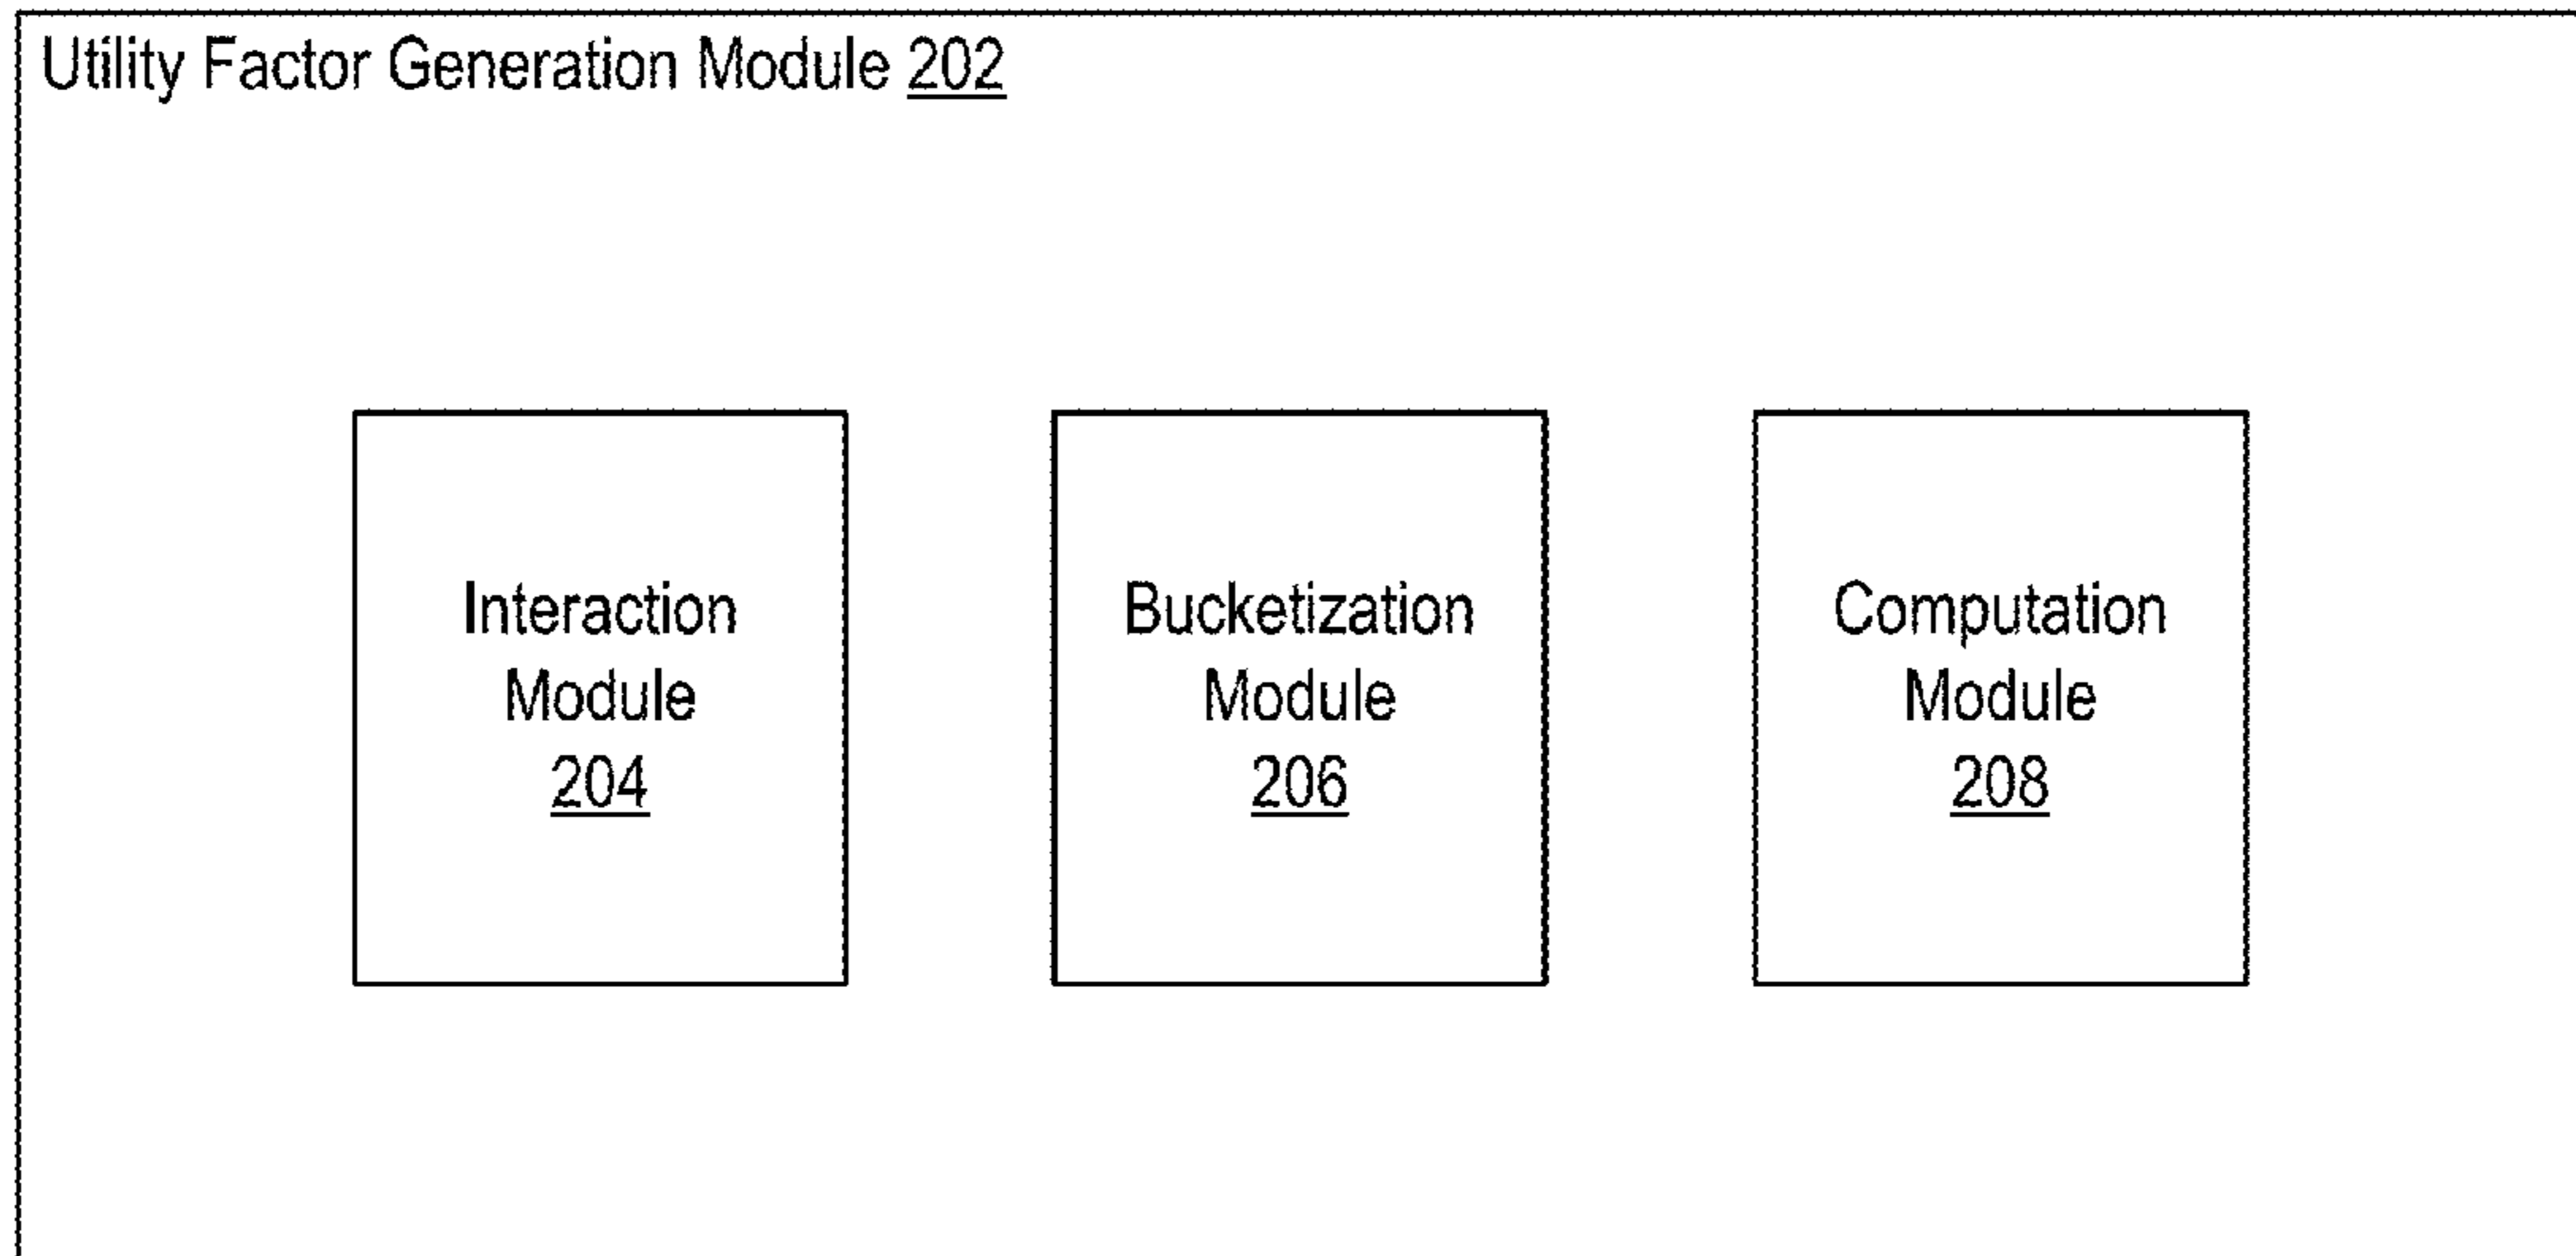 Utility Factor Generation Module 202
Interaction
Module
204
Bucketization
Module
206
Computation
Module
208